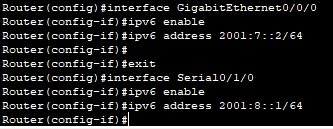 Router(config)#interface GigabitEthernet0/0/0
Router(config-if)#ipv6 enable
Router(config-if)#ipv6 address 2001:7::2/64
Router(config-if)#
Router(config-if)#exit
Router(config)#interface Serial0/1/0
Router(config-if)#ipv6 enable
Router(config-if)#ipv6 address 2001:8::1/64
Router(config-if)#